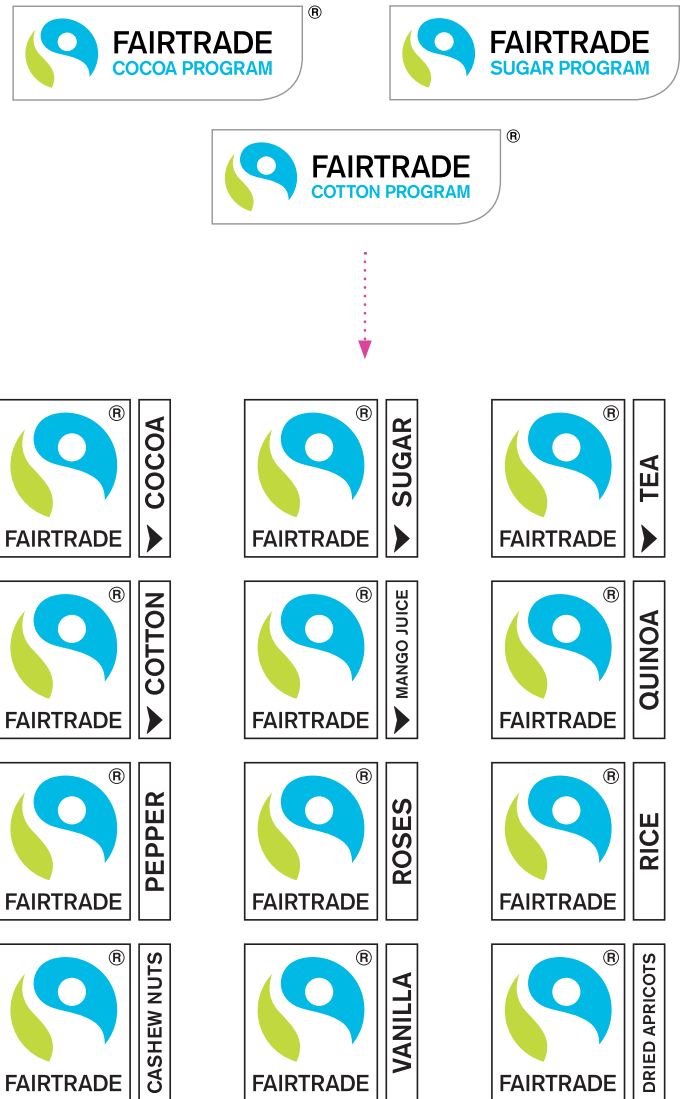 FAIRTRADE ®
COCOA PROGRAM
FAIRTRADE
SUGAR PROGRAM
FAIRTRADE ®
COTTON PROGRAM
® COCOA
FAIRTRADE
® SUGAR
FAIRTRADE
® TEA
FAIRTRADE
® COTTON
FAIRTRADE
® MANGO JUICE
FAIRTRADE
® QUINOA
FAIRTRADE
® PEPPER
FAIRTRADE
® ROSES
FAIRTRADE
® RICE
FAIRTRADE
® CASHEW NUTS
FAIRTRADE
® VANILLA
FAIRTRADE
® DRIED APRICOTS
FAIRTRADE